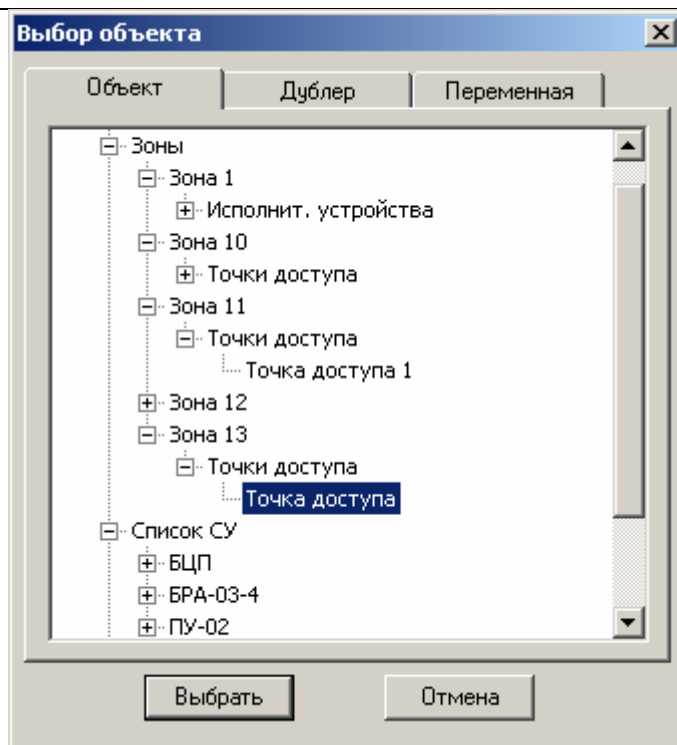 Выбор объекта
Объект Дублер Переменная
Зоны
Зона 1
Исполнит. устройства
Зона 10
Точки доступа
Зона 11
Точки доступа
Точка доступа 1
Зона 12
Зона 13
Точки доступа
Точка доступа
Список СУ
БЦП
БРА-03-4
ПУ-02
Выбрать Отмена